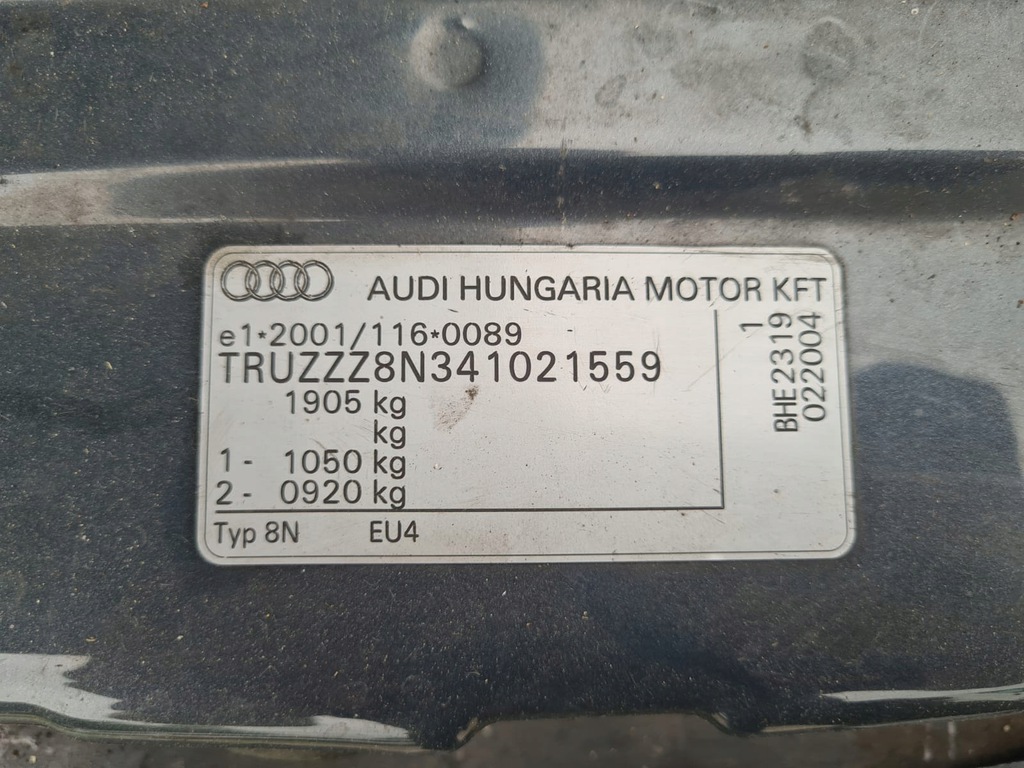 AUDI HUNGARIA MOTOR KFT
e1*2001/116*0089
TRUZZZ8N341021559
1905 kg
kg
1 - 1050 kg
2 - 0920 kg
Typ 8N EU4
BHE2319 1
022004